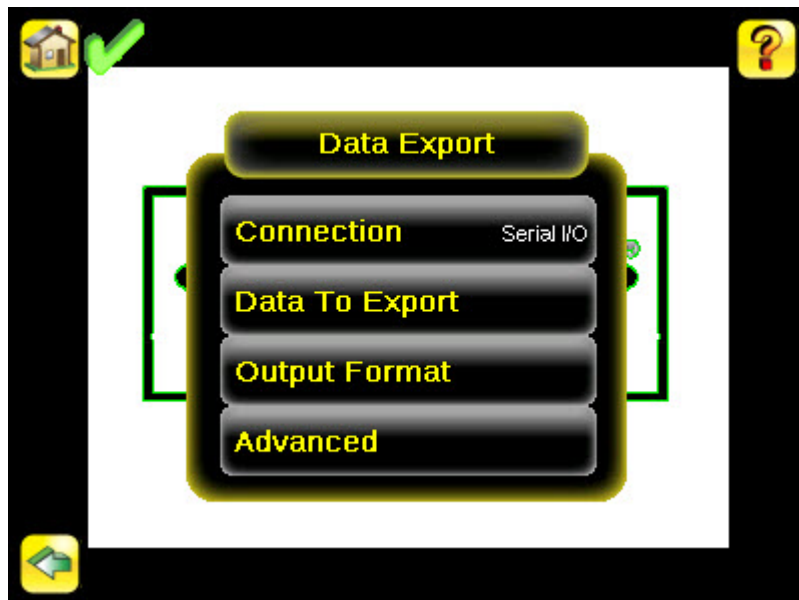 Data Export
Connection Serial I/O
Data To Export
Output Format
Advanced